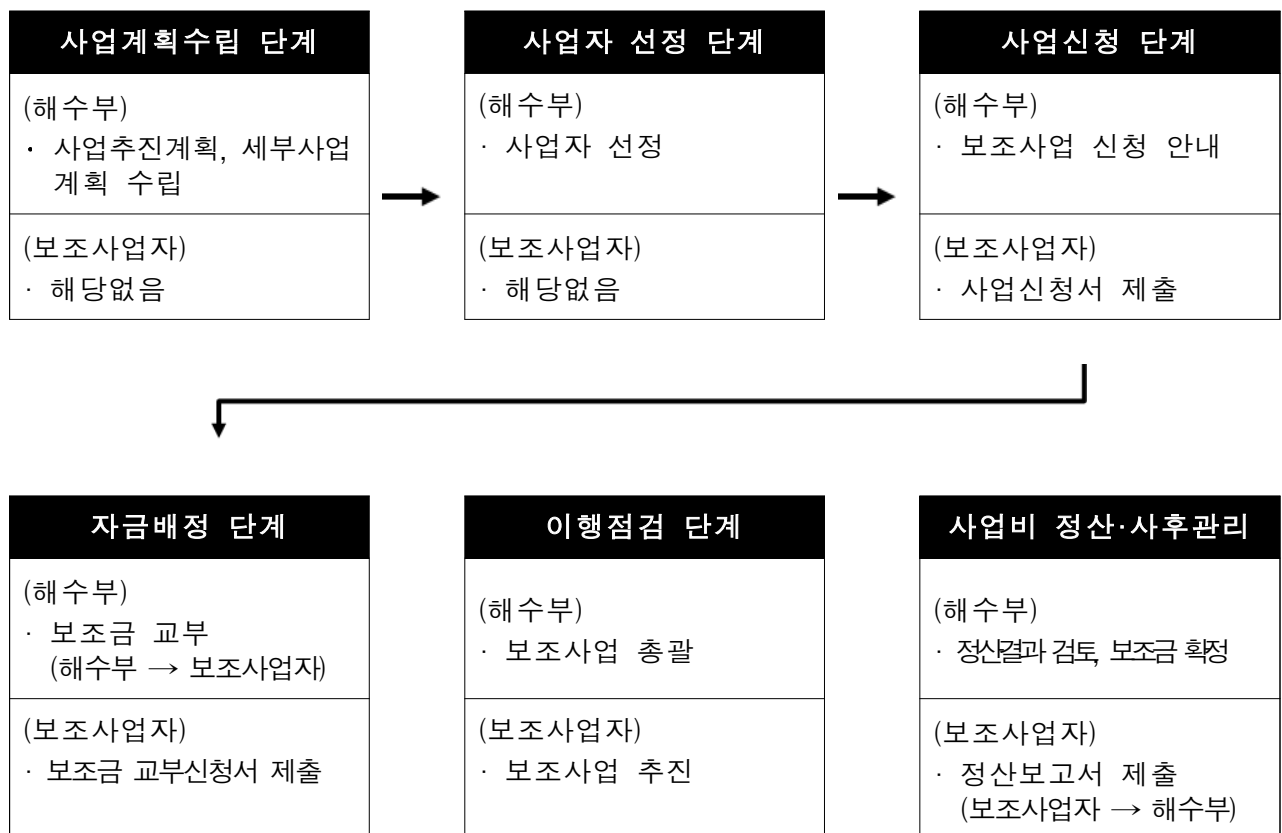 사업계획수립 단계
(해수부)
· 사업추진계획, 세부사업
계획 수립
(보조사업자)
· 해당없음
사업자 선정 단계
(해수부)
· 사업자 선정
(보조사업자)
· 해당없음
사업신청 단계
(해수부)
· 보조사업 신청 안내
(보조사업자)
· 사업신청서 제출
자금배정 단계
(해수부)
· 보조금 교부
(해수부 → 보조사업자)
(보조사업자)
· 보조금 교부신청서 제출
이행점검 단계
(해수부)
· 보조사업 총괄
(보조사업자)
· 보조사업 추진
사업비 정산·사후관리
(해수부)
· 정산결과 검토, 보조금 확정
(보조사업자)
· 정산보고서 제출
(보조사업자 → 해수부)